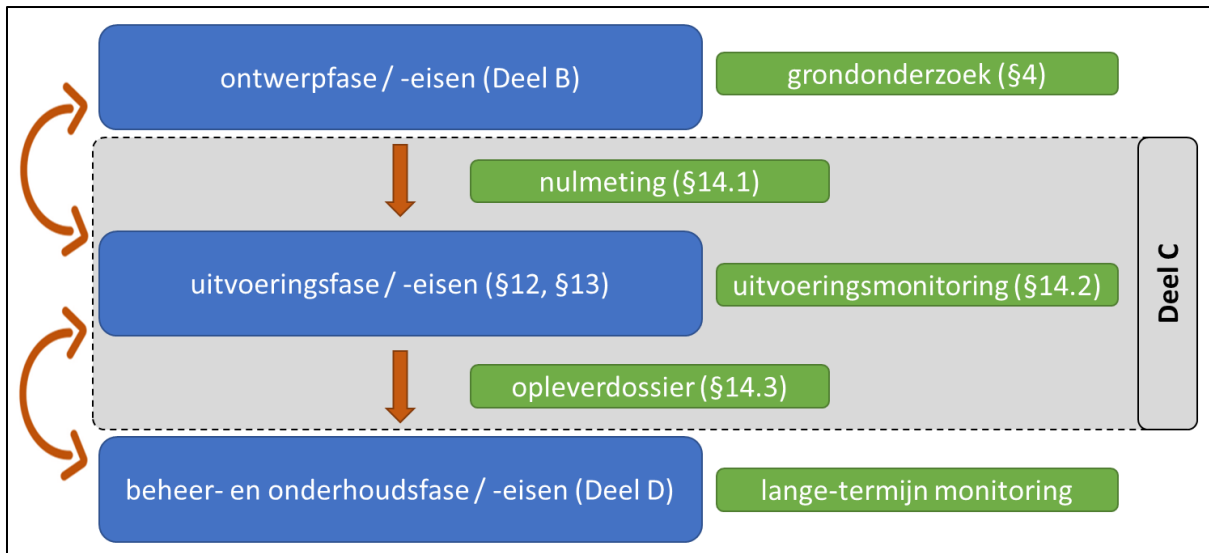 ontwerpfase / -eisen (Deel B)
grondonderzoek (§4)
nulmeting (§14.1)
uitvoeringsfase / -eisen (§12, §13)
uitvoeringsmonitoring (§14.2)
Deel C
opleverdossier (§14.3)
beheer- en onderhoudsfase / -eisen (Deel D)
lange-termijn monitoring